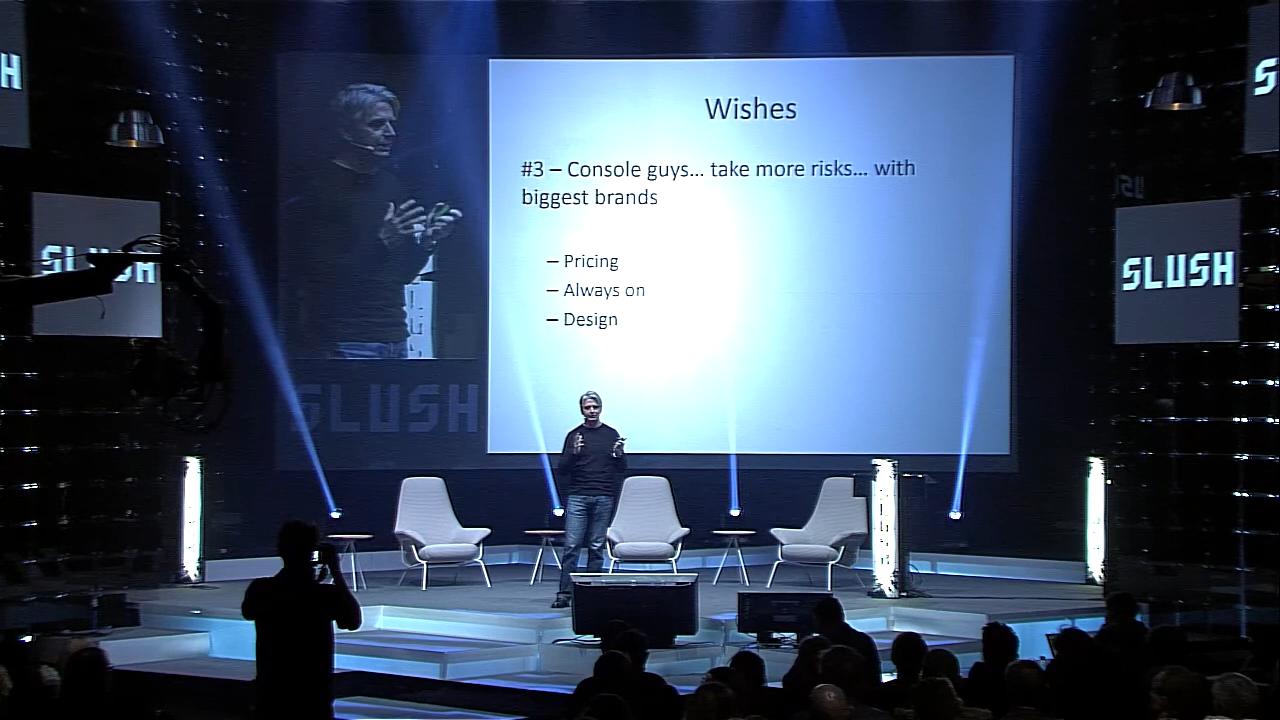 H
S
Wishes
#3 – Console guys... take more risks... with
biggest brands
– Pricing
– Always on
– Design
SLUSH
SLUSH
SLUSH